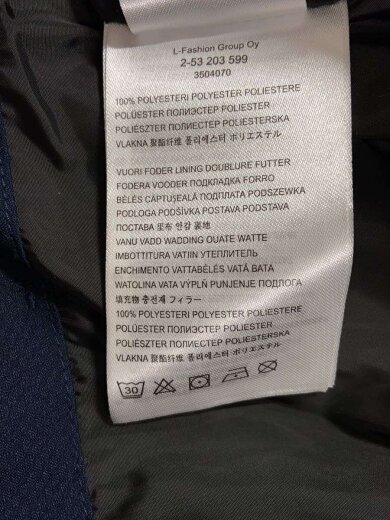 L-Fashion Group Oy
2-53 203 599
3504070
100% POLYESTERI POLYESTER POLIESTERE
POLÜESTER ПОЛИЭСТЕР POLIESTER
POLIÉSZTER POLIESTER POLIESTERSKA
VLAKNA 聚酯纤维 폴리에스터 ポリエステル
VUORI FODER LINING DOUBLURE FUTTER
FODERA VOODER ПОДКЛАДКА FORRO
BÉLÉS CAPTUȘEALĂ ПОДПЛАТА PODSZEWKA
PODLOGA PODŠÍVKA POSTAVA PODSTAVA
ПОСТАВА 里布 안감 裏地
VANU VADD WADDING OUATE WATTE
IMBOTTITURA VATIIN УТЕПЛИТЕЛЬ
ENCHIMENTO VATTABÉLÉS VATĂ ВАТА
WATOLINA VATA VÝPLŇ PUNJENJE ПОДЛОГА
填充物 충전재 フィラー
100% POLYESTERI POLYESTER POLIESTERE
POLÜESTER ПОЛИЭСТЕР POLIESTER
POLIÉSZTER POLIESTER POLIESTERSKA
VLAKNA 聚酯纤维 폴리에스터 ポリエステル
30